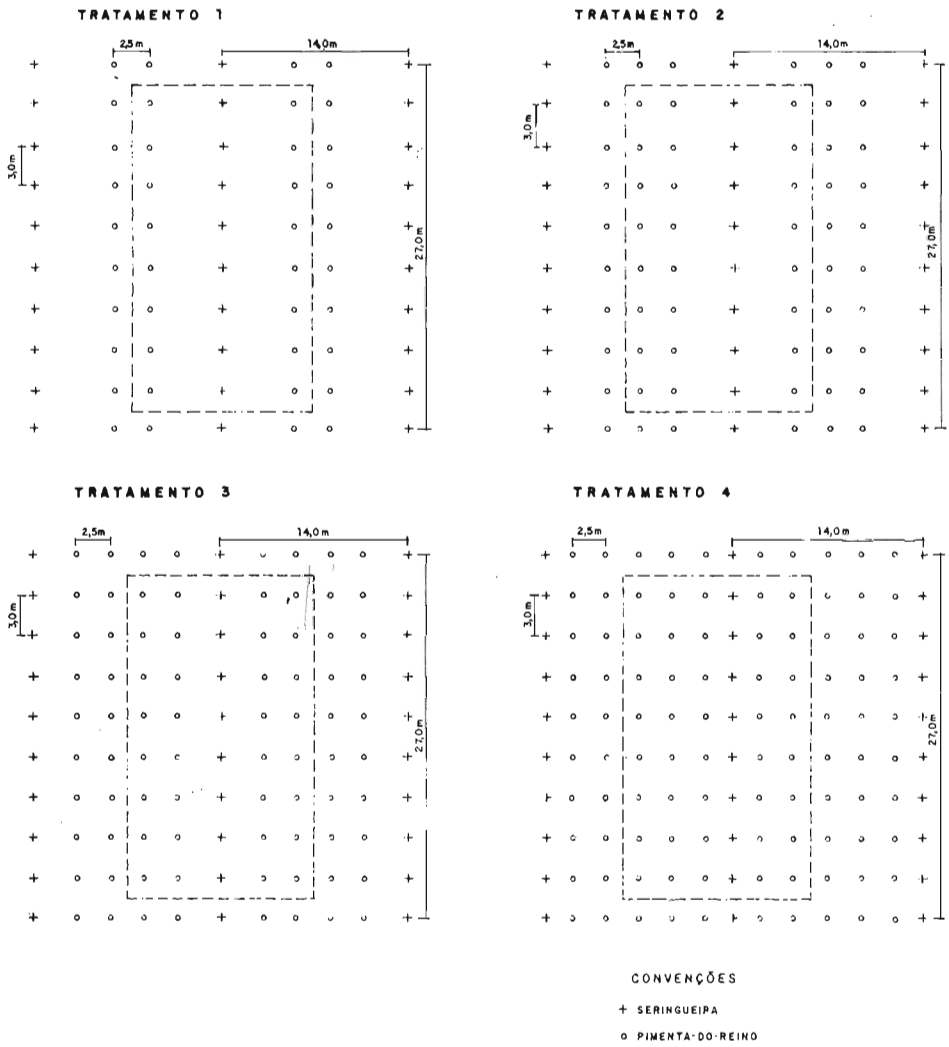 TRATAMENTO 1
2,5m
14,0m
3,0m
27,0m
TRATAMENTO 2
2,5m
14,0m
3,0m
27,0m
TRATAMENTO 3
2,5m
14,0m
3,0m
27,0m
TRATAMENTO 4
2,5m
14,0m
3,0m
27,0m
CONVENÇÕES
+ SERINGUEIRA
o PIMENTA-DO-REINO